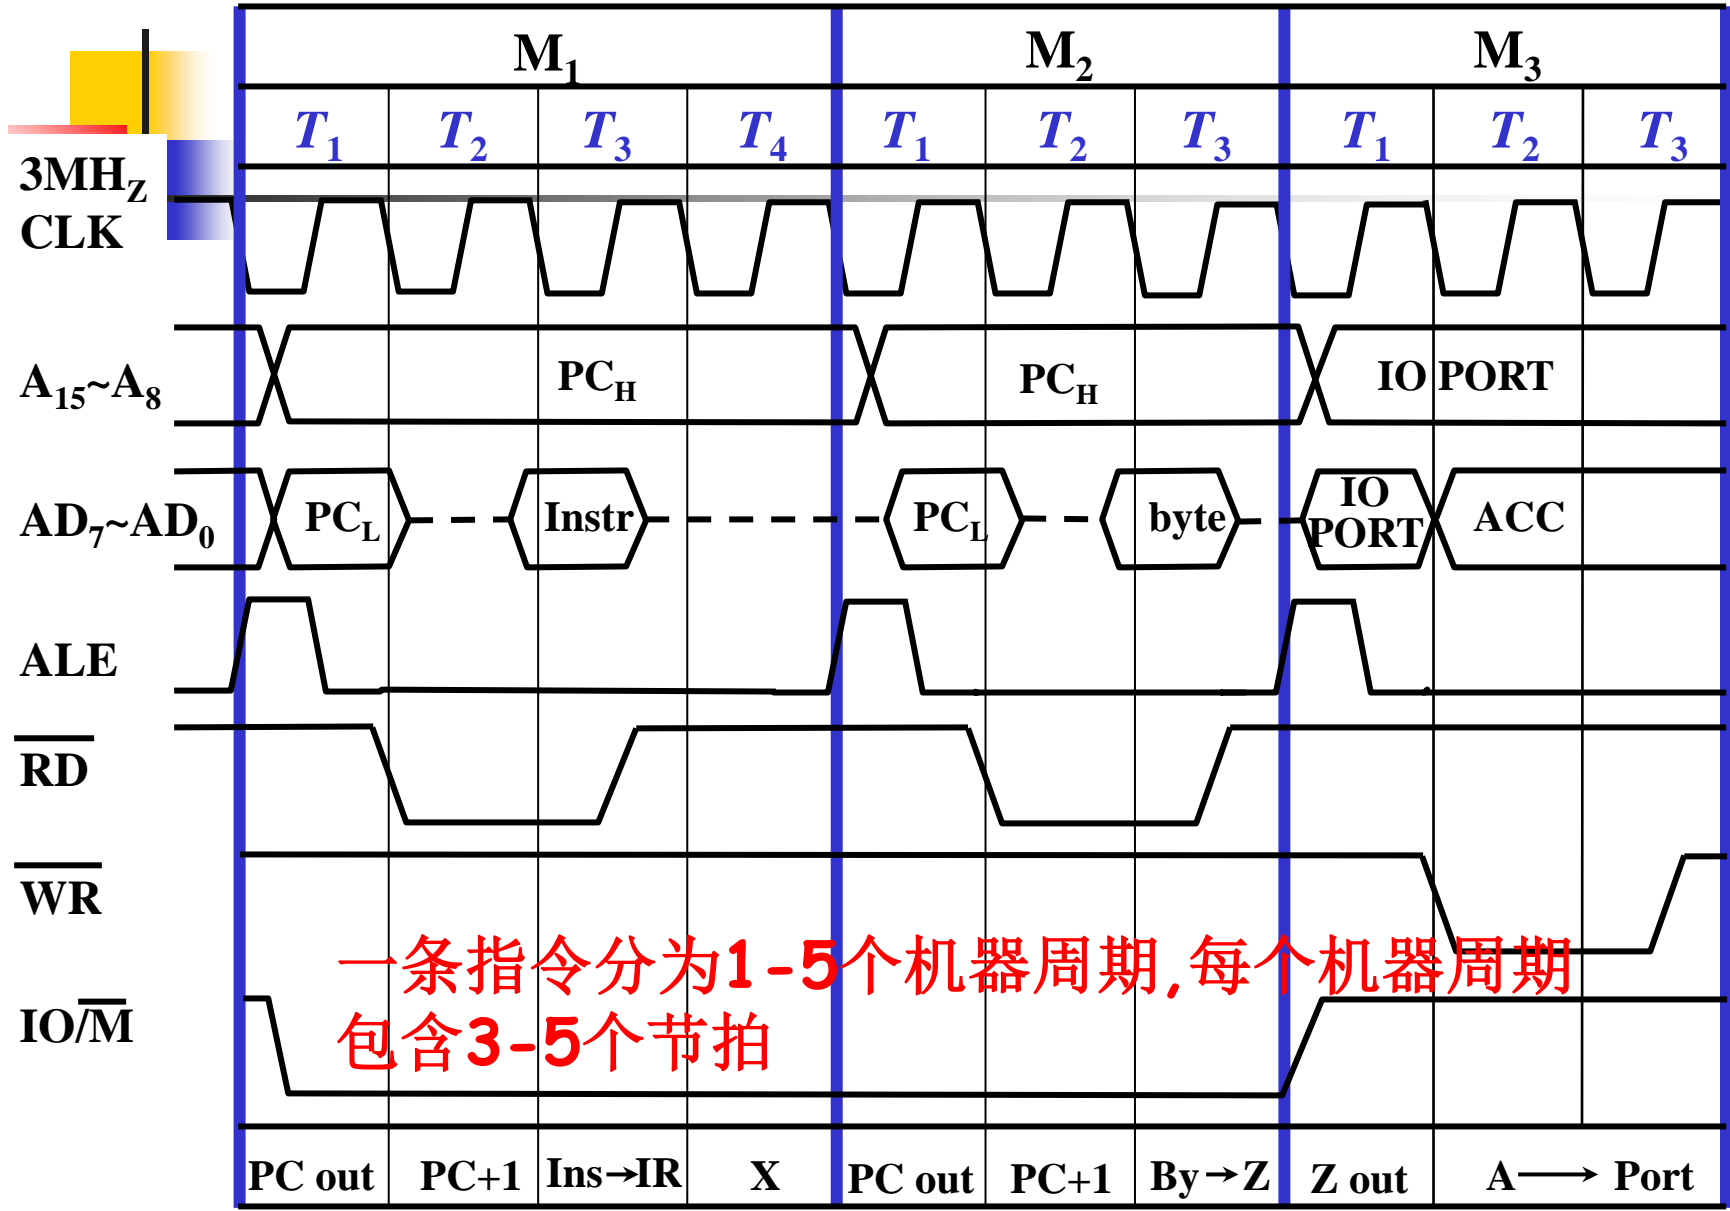 M₁ M₂ M₃
T₁ T₂ T₃ T₄ T₁ T₂ T₃ T₁ T₂ T₃
3MHZ
CLK
A₁₅~A₈ PCH PCH IO PORT
AD₇~AD₀ PCL Instr PCL byte IO PORT ACC
ALE
R̅D̅
W̅R̅
一条指令分为1-5个机器周期,每个机器周期
包含3-5个节拍
IO/M̅
PC out PC+1 Ins→IR X PC out PC+1 By→Z Z out A→Port